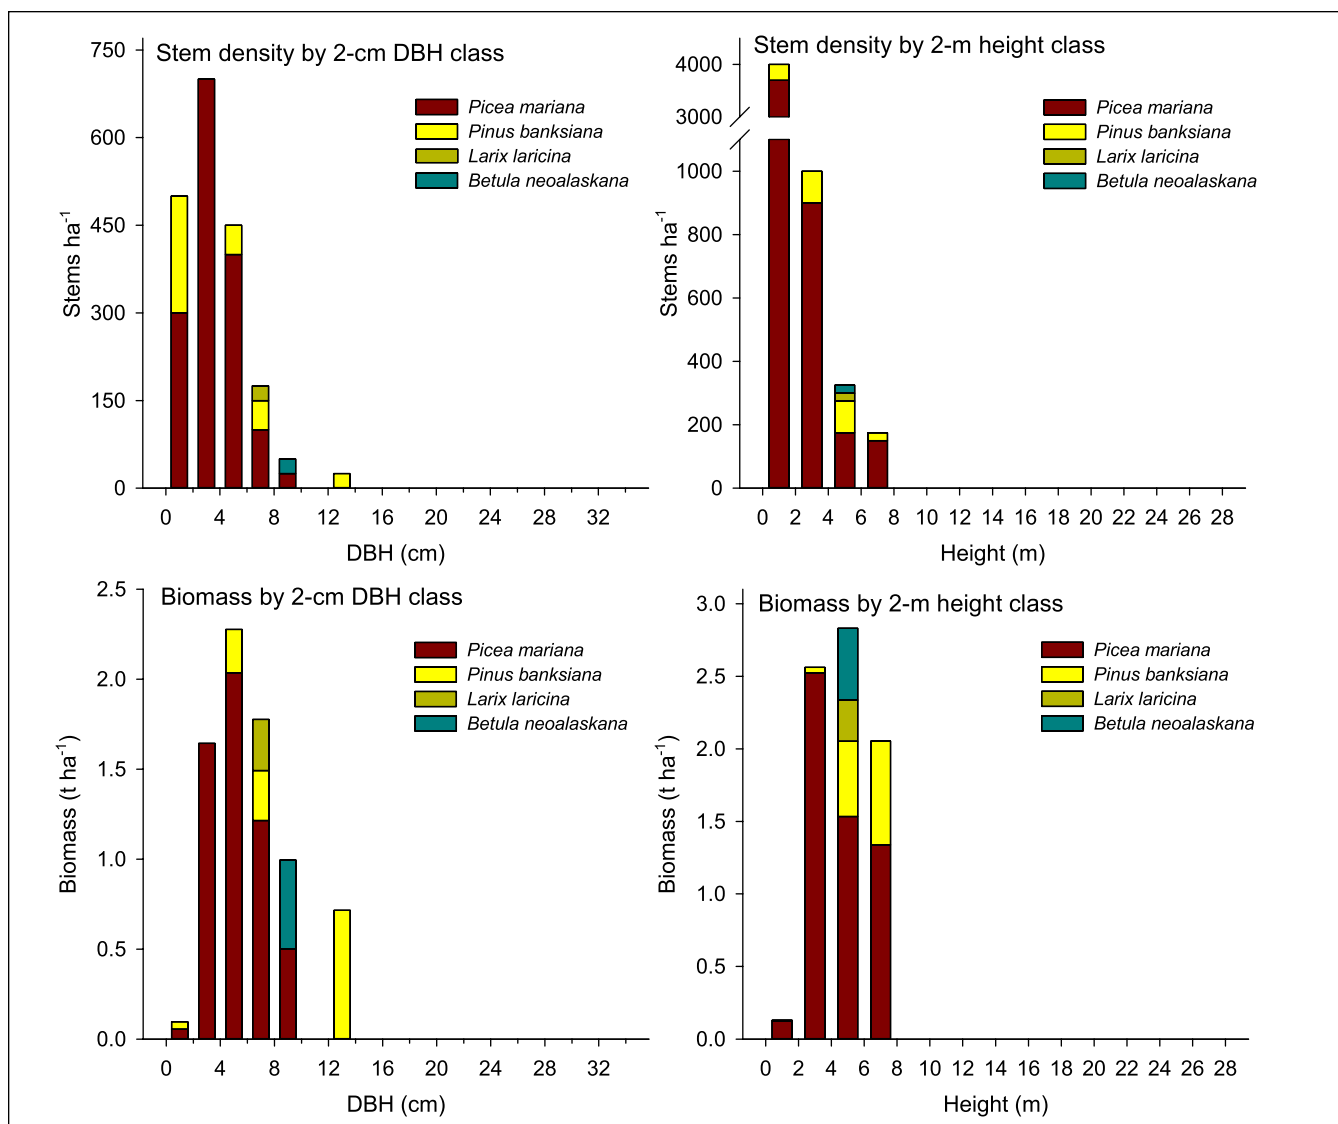 Stem density by 2-cm DBH class
750
600
450
300
150
0
Stems ha-1
Picea mariana
Pinus banksiana
Larix laricina
Betula neoalaskana
0 4 8 12 16 20 24 28 32
DBH (cm)
Stem density by 2-m height class
4000
3000
1000
800
600
400
200
0
Stems ha-1
Picea mariana
Pinus banksiana
Larix laricina
Betula neoalaskana
0 2 4 6 8 10 12 14 16 18 20 22 24 26 28
Height (m)
Biomass by 2-cm DBH class
2.5
2.0
1.5
1.0
0.5
0.0
Biomass (t ha-1)
Picea mariana
Pinus banksiana
Larix laricina
Betula neoalaskana
0 4 8 12 16 20 24 28 32
DBH (cm)
Biomass by 2-m height class
3.0
2.5
2.0
1.5
1.0
0.5
0.0
Biomass (t ha-1)
Picea mariana
Pinus banksiana
Larix laricina
Betula neoalaskana
0 2 4 6 8 10 12 14 16 18 20 22 24 26 28
Height (m)